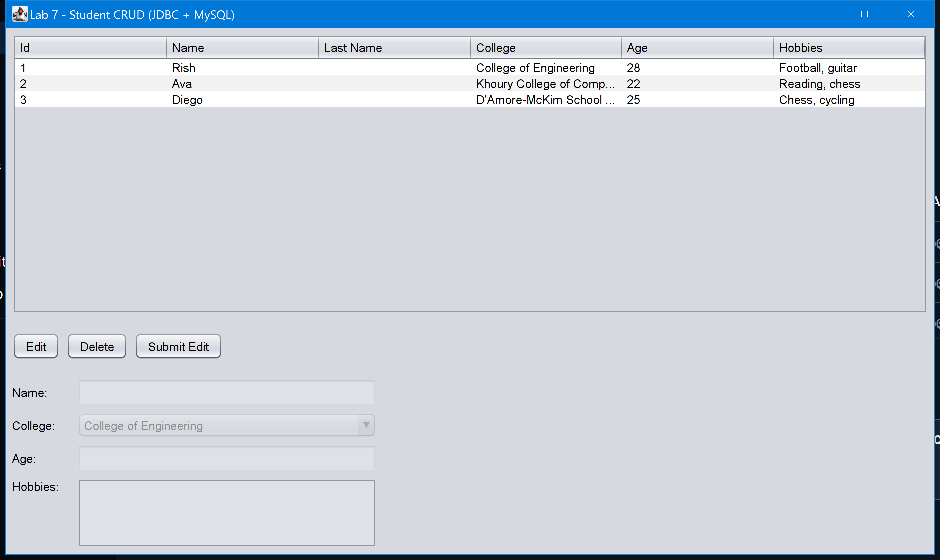 Lab 7 - Student CRUD (JDBC + MySQL)
Id Name Last Name College Age Hobbies
1 Rish College of Engineering 28 Football, guitar
2 Ava Khoury College of Comp... 22 Reading, chess
3 Diego D'Amore-McKim School ... 25 Chess, cycling
Edit Delete Submit Edit
Name:
College: College of Engineering
Age:
Hobbies: